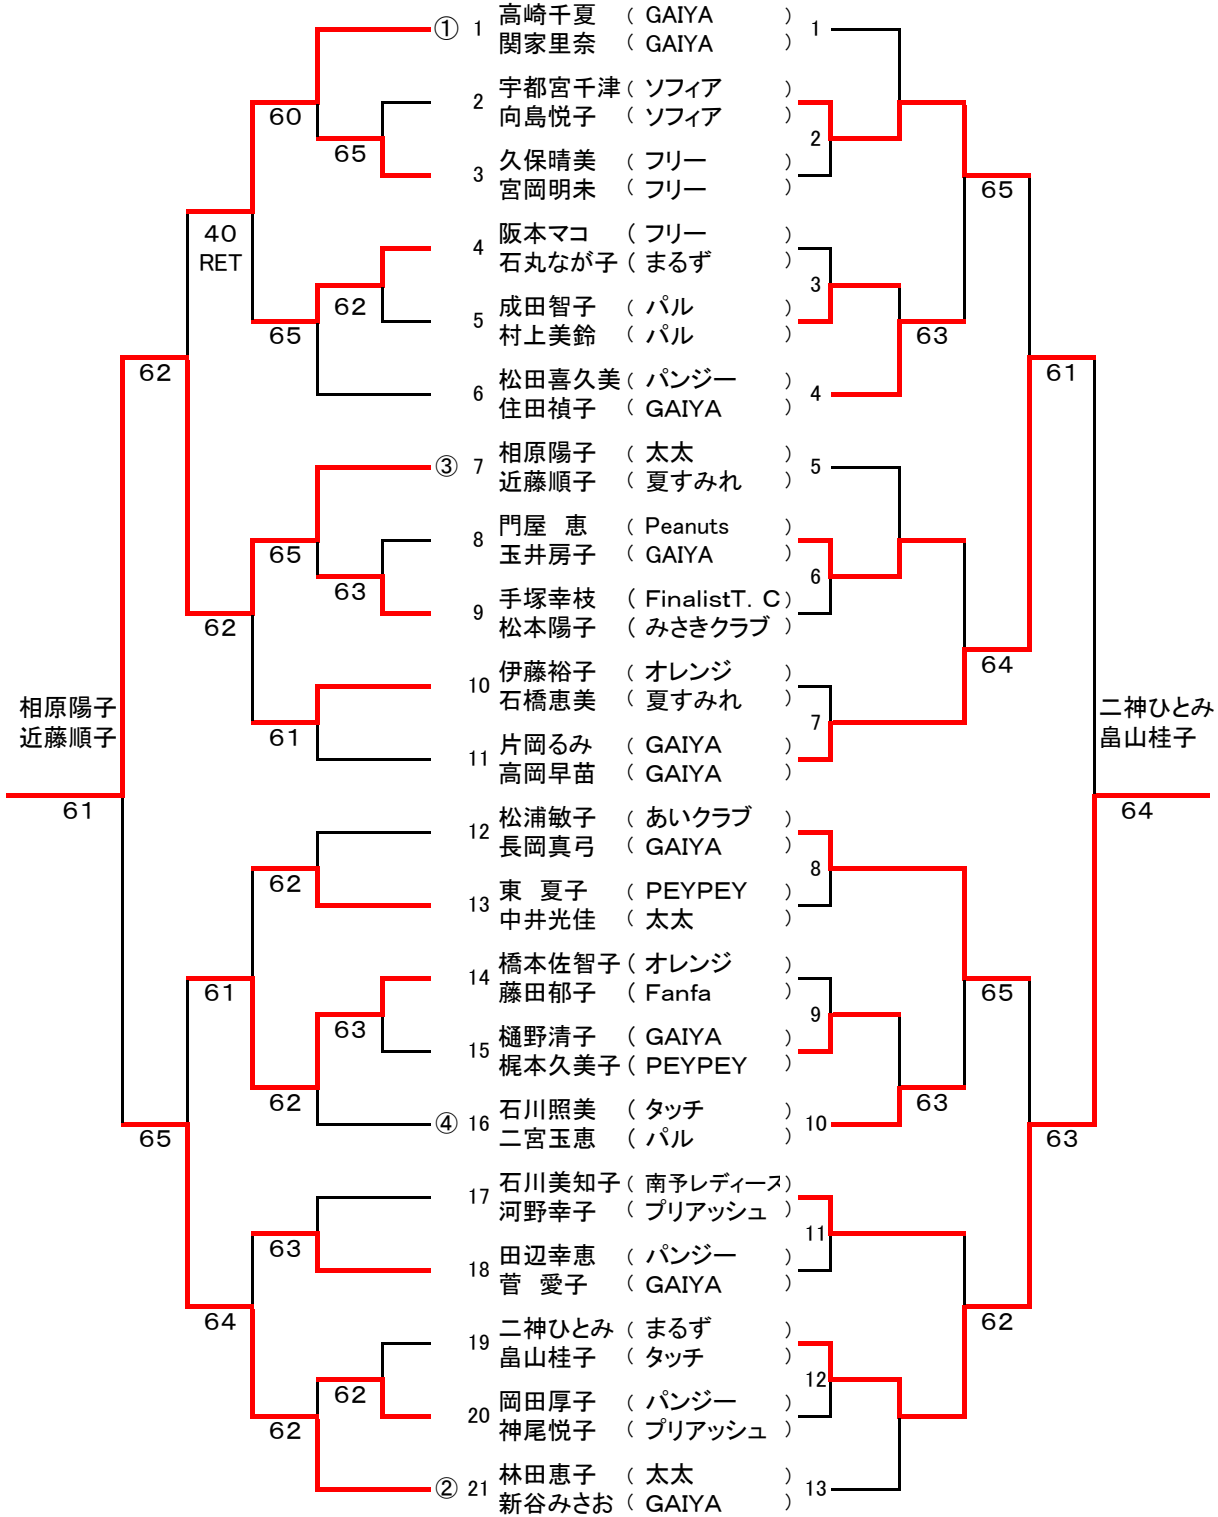 ① 1 高崎千夏 ( GAIYA ) 1
関家里奈 ( GAIYA )
2 宇都宮千津 ( ソフィア )
向島悦子 ( ソフィア )
60
2
65
3 久保晴美 ( フリー )
宮岡明未 ( フリー )
65
40
RET
4 阪本マコ ( フリー )
石丸なが子 ( まるず )
3
62
5 成田智子 ( パル )
村上美鈴 ( パル )
65
63
62
6 松田喜久美 ( パンジー ) 4
住田禎子 ( GAIYA )
61
③ 7 相原陽子 ( 太太 ) 5
近藤順子 ( 夏すみれ )
8 門屋 恵 ( Peanuts )
玉井房子 ( GAIYA )
65
6
63
9 手塚幸枝 ( FinalistT.C )
松本陽子 ( みさきクラブ )
62
64
10 伊藤裕子 ( オレンジ )
石橋恵美 ( 夏すみれ )
相原陽子
近藤順子
二神ひとみ
畠山桂子
7
61
11 片岡るみ ( GAIYA )
高岡早苗 ( GAIYA )
61
64
12 松浦敏子 ( あいクラブ )
長岡真弓 ( GAIYA )
8
62
13 東 夏子 ( PEYPEY )
中井光佳 ( 太太 )
14 橋本佐智子 ( オレンジ )
藤田郁子 ( Fanfa )
61
65
9
63
15 樋野清子 ( GAIYA )
梶本久美子 ( PEYPEY )
62
63
④ 16 石川照美 ( タッチ ) 10
二宮玉恵 ( パル )
65
63
17 石川美知子 ( 南予レディース )
河野幸子 ( プリアッシュ )
11
63
18 田辺幸恵 ( パンジー )
菅 愛子 ( GAIYA )
64
62
19 二神ひとみ ( まるず )
畠山桂子 ( タッチ )
12
62
20 岡田厚子 ( パンジー )
神尾悦子 ( プリアッシュ )
62
② 21 林田恵子 ( 太太 ) 13
新谷みさお ( GAIYA )